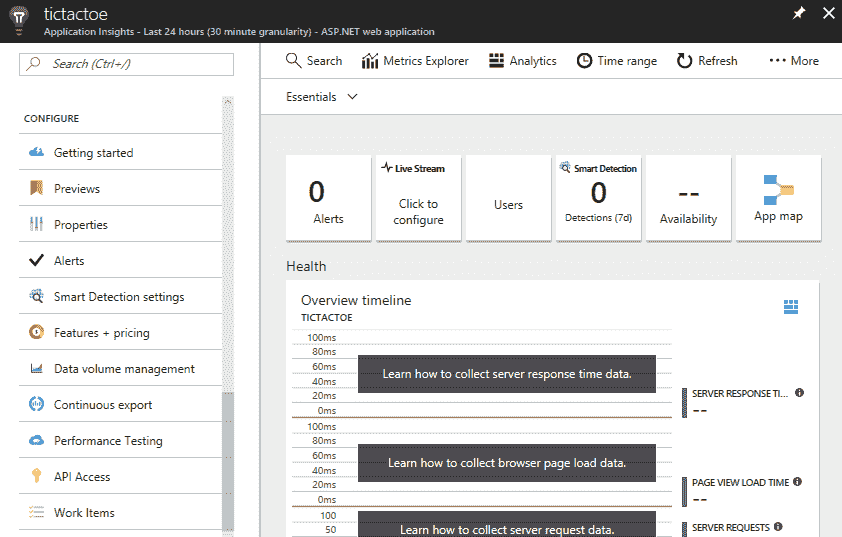 tictactoe
Application Insights - Last 24 hours (30 minute granularity) - ASP.NET web application
Search (Ctrl+/)
CONFIGURE
Getting started
Previews
Properties
Alerts
Smart Detection settings
Features + pricing
Data volume management
Continuous export
Performance Testing
API Access
Work Items
Search
Metrics Explorer
Analytics
Time range
Refresh
More
Essentials
0
Alerts
Live Stream
Click to
configure
Users
Smart Detection
0
Detections (7d)
--
Availability
App map
Health
Overview timeline
TICTACTOE
100ms
80ms
60ms
40ms
20ms
0ms
Learn how to collect server response time data.
SERVER RESPONSE TI...
--
100ms
80ms
60ms
40ms
20ms
0ms
Learn how to collect browser page load data.
PAGE VIEW LOAD TIME
--
100
50
Learn how to collect server request data.
SERVER REQUESTS